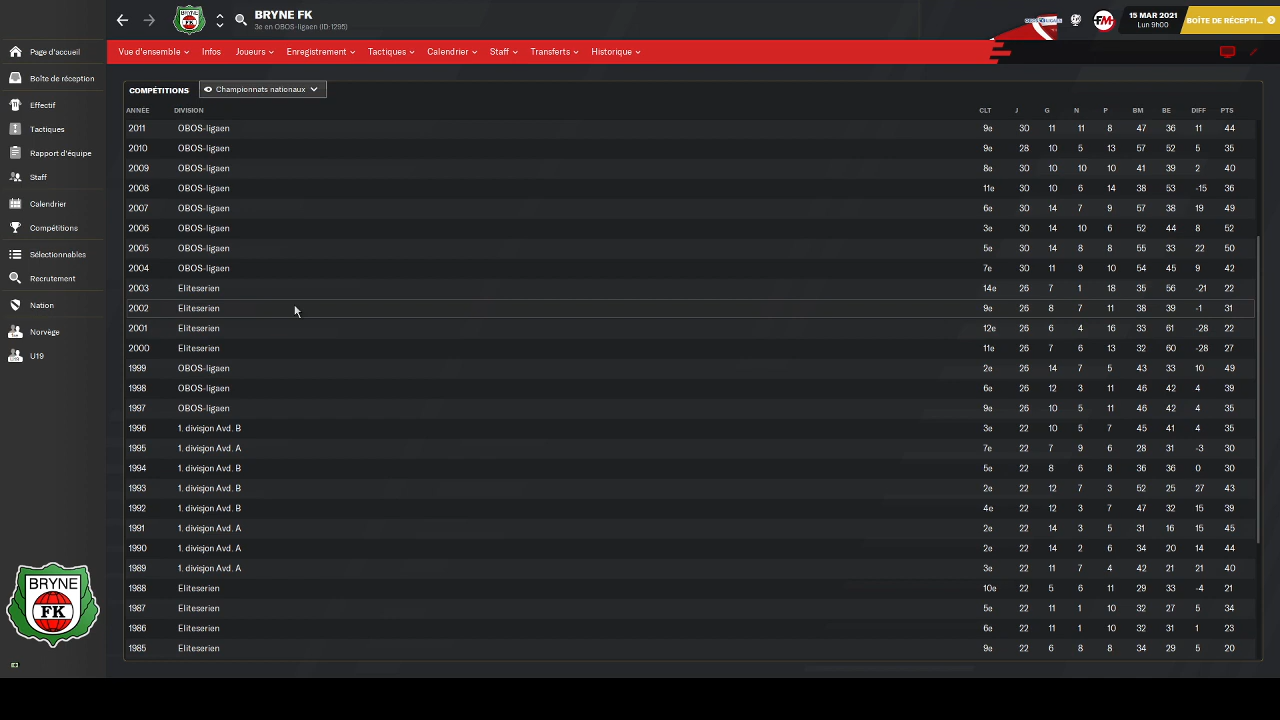 BRYNE FK
3e en OBOS-ligaen (ID:1295)
15 MAR 2021
Lun 9h00
BOÎTE DE RÉCEPTI...
Page d'accueil
Boîte de réception
Effectif
Tactiques
Rapport d'équipe
Staff
Calendrier
Compétitions
Sélectionnables
Recrutement
Nation
Norvège
U19
BRYNE
FK
Vue d'ensemble Infos Joueurs Enregistrement Tactiques Calendrier Staff Transferts Historique
COMPÉTITIONS Championnats nationaux
ANNÉE DIVISION CLT J G N P BM BE DIFF PTS
2011 OBOS-ligaen 9e 30 11 11 8 47 36 11 44
2010 OBOS-ligaen 9e 28 10 5 13 57 52 5 35
2009 OBOS-ligaen 8e 30 10 10 10 41 39 2 40
2008 OBOS-ligaen 11e 30 10 6 14 38 53 -15 36
2007 OBOS-ligaen 6e 30 14 7 9 57 38 19 49
2006 OBOS-ligaen 3e 30 14 10 6 52 44 8 52
2005 OBOS-ligaen 5e 30 14 8 8 55 33 22 50
2004 OBOS-ligaen 7e 30 11 9 10 54 45 9 42
2003 Eliteserien 14e 26 7 1 18 35 56 -21 22
2002 Eliteserien 9e 26 8 7 11 38 39 -1 31
2001 Eliteserien 12e 26 6 4 16 33 61 -28 22
2000 Eliteserien 11e 26 7 6 13 32 60 -28 27
1999 OBOS-ligaen 2e 26 14 7 5 43 33 10 49
1998 OBOS-ligaen 6e 26 12 3 11 46 42 4 39
1997 OBOS-ligaen 9e 26 10 5 11 46 42 4 35
1996 1. divisjon Avd. B 3e 22 10 5 7 45 41 4 35
1995 1. divisjon Avd. A 7e 22 7 9 6 28 31 -3 30
1994 1. divisjon Avd. B 5e 22 8 6 8 36 36 0 30
1993 1. divisjon Avd. B 2e 22 12 7 3 52 25 27 43
1992 1. divisjon Avd. B 4e 22 12 3 7 47 32 15 39
1991 1. divisjon Avd. A 2e 22 14 3 5 31 16 15 45
1990 1. divisjon Avd. A 2e 22 14 2 6 34 20 14 44
1989 1. divisjon Avd. A 3e 22 11 7 4 42 21 21 40
1988 Eliteserien 10e 22 5 6 11 29 33 -4 21
1987 Eliteserien 5e 22 11 1 10 32 27 5 34
1986 Eliteserien 6e 22 11 1 10 32 31 1 23
1985 Eliteserien 9e 22 6 8 8 34 29 5 20